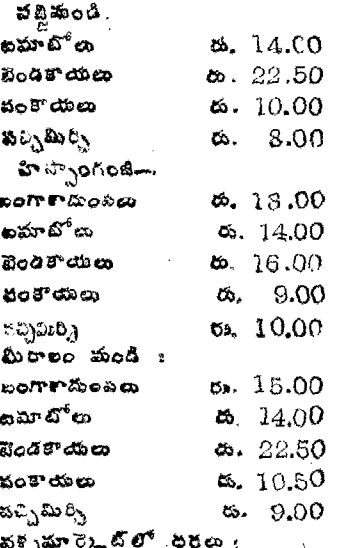 వజ్రిమండి.
టమాటోలు రు. 14.00
బెండకాయలు రు. 22.50
వంకాయలు రు. 10.00
పచ్చిమిర్చి రు. 8.00
హిస్సాంగంజి—
బంగాళాదుంపలు రు. 18.00
టమాటోలు రు. 14.00
బెండకాయలు రు. 16.00
వంకాయలు రు. 9.00
పచ్చిమిర్చి రు. 10.00
మీరాలం మండి :
బంగాళాదుంపలు రు. 15.00
టమాటోలు రు. 14.00
బెండకాయలు రు. 22.50
వంకాయలు రు. 10.50
పచ్చిమిర్చి రు. 9.00
మార్కెట్‌లో ధరలు :